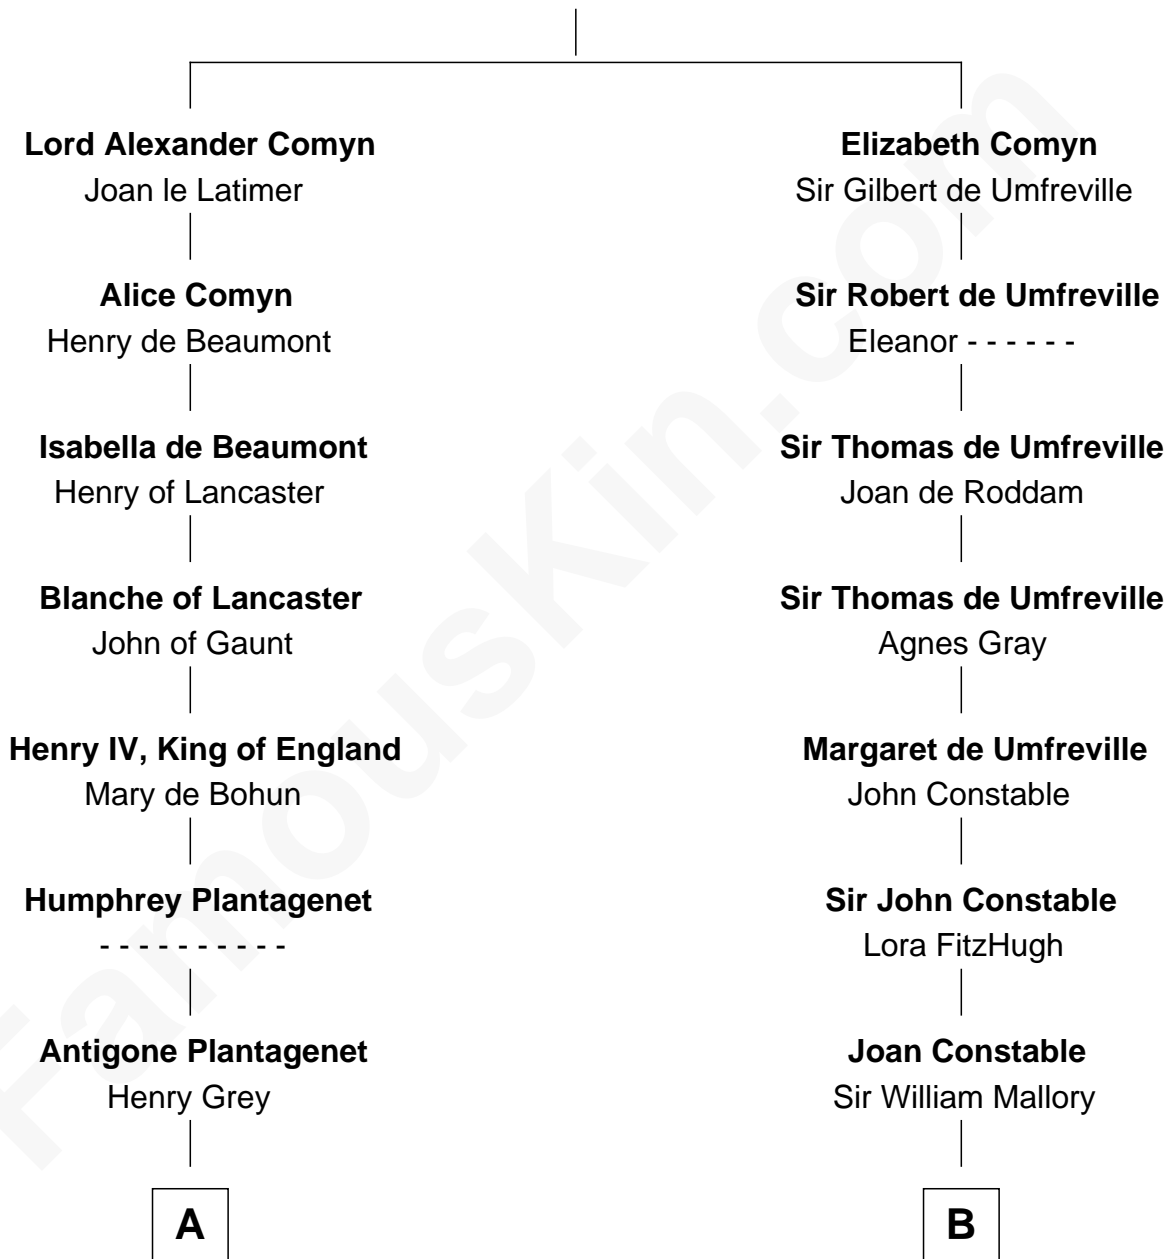 Lord Alexander Comyn
Joan le Latimer
Elizabeth Comyn
Sir Gilbert de Umfreville
Alice Comyn
Henry de Beaumont
Sir Robert de Umfreville
Eleanor - - - - - -
Isabella de Beaumont
Henry of Lancaster
Sir Thomas de Umfreville
Joan de Roddam
Blanche of Lancaster
John of Gaunt
Sir Thomas de Umfreville
Agnes Gray
Henry IV, King of England
Mary de Bohun
Margaret de Umfreville
John Constable
Humphrey Plantagenet
- - - - - - - - - -
Sir John Constable
Lora FitzHugh
Antigone Plantagenet
Henry Grey
Joan Constable
Sir William Mallory
A
B
FamousKin.com